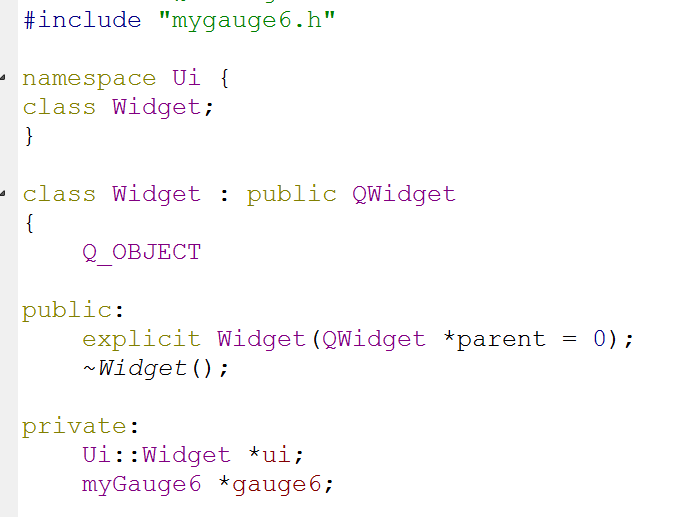 #include "mygauge6.h"
namespace Ui {
class Widget;
}
class Widget : public QWidget
{
Q_OBJECT
public:
explicit Widget(QWidget *parent = 0);
~Widget();
private:
Ui::Widget *ui;
myGauge6 *gauge6;